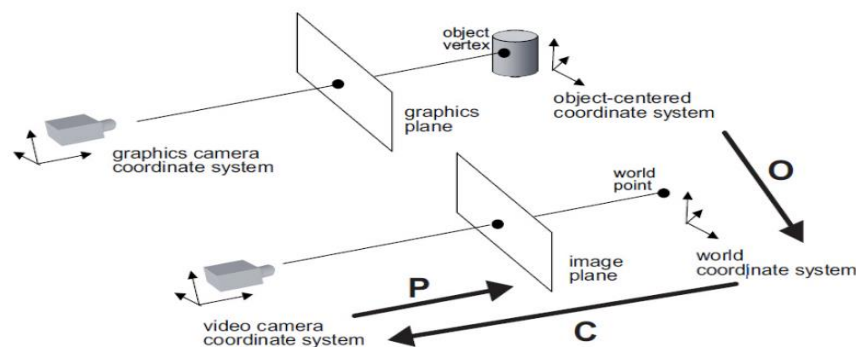 object
vertex
object-centered
coordinate system
graphics
plane
graphics camera
coordinate system
O
world
point
world
coordinate system
image
plane
P
C
video camera
coordinate system